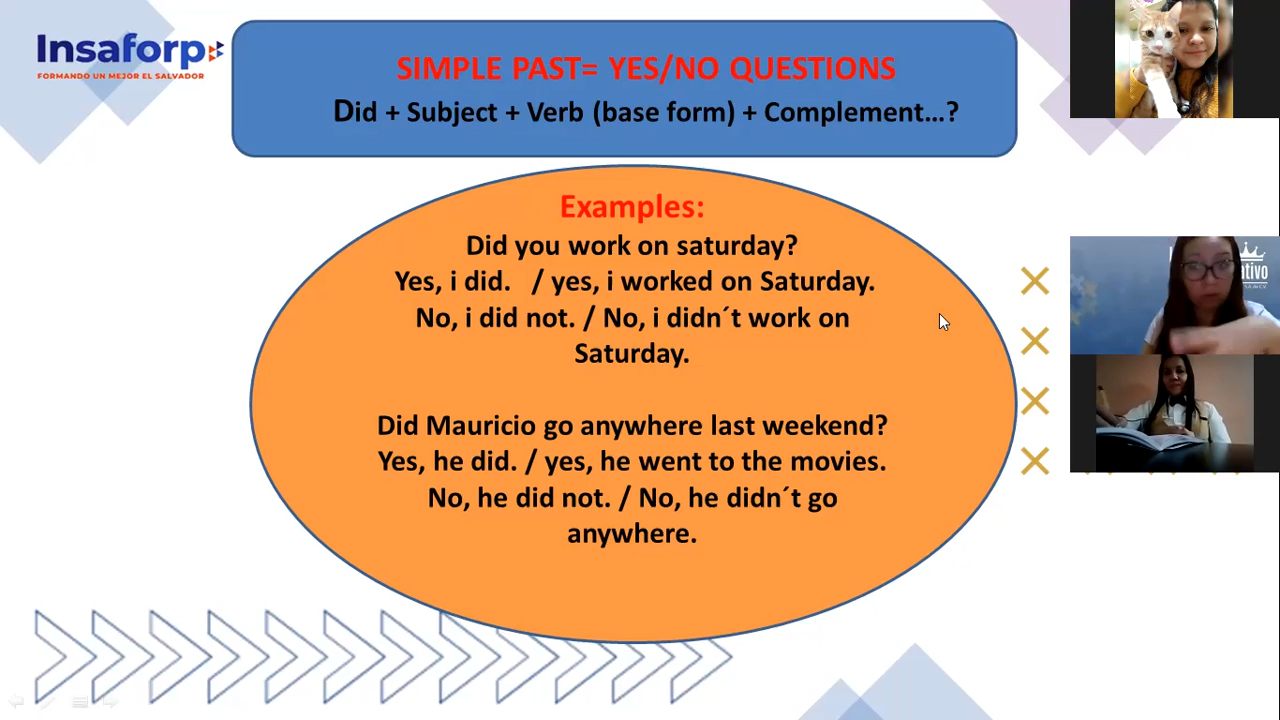 Insaforp
FORMANDO UN MEJOR EL SALVADOR
SIMPLE PAST= YES/NO QUESTIONS
Did + Subject + Verb (base form) + Complement...?
Examples:
Did you work on saturday?
Yes, i did. / yes, i worked on Saturday.
No, i did not. / No, i didn´t work on
Saturday.
Did Mauricio go anywhere last weekend?
Yes, he did. / yes, he went to the movies.
No, he did not. / No, he didn´t go
anywhere.